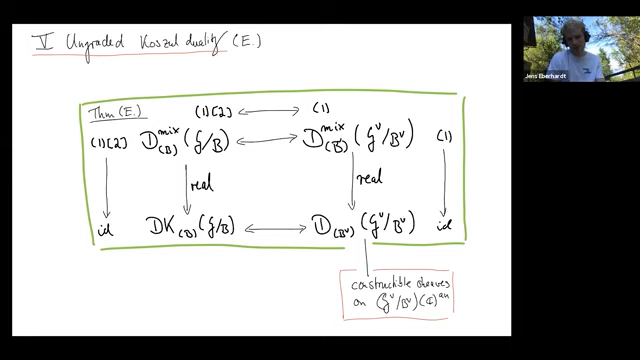 V Ungraded Koszul duality (E.)
Thm (E.) (1)[2] ⟷ (1)
(1)[2] D^mix_(B) (G/B) ⟷ D^mix_(B^v) (G^v/B^v) (1)
real real
id DK_(B) (G/B) ⟷ D_(B^v) (G^v/B^v) id
constructible sheaves
on (G^v/B^v)(ℂ)^an
Jens Eberhardt